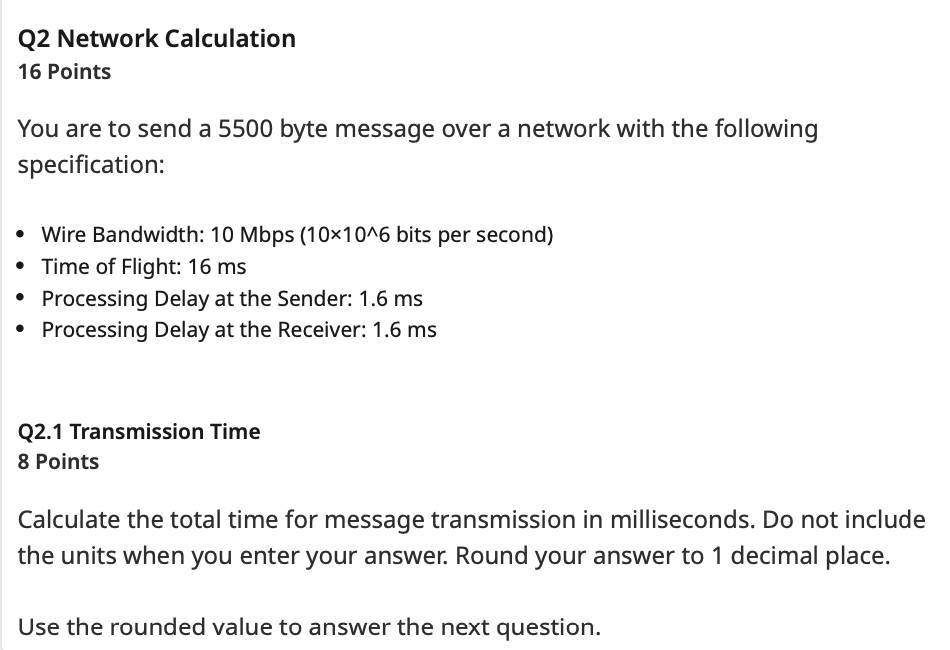 Q2 Network Calculation
16 Points
You are to send a 5500 byte message over a network with the following
specification:
• Wire Bandwidth: 10 Mbps (10×10^6 bits per second)
• Time of Flight: 16 ms
• Processing Delay at the Sender: 1.6 ms
• Processing Delay at the Receiver: 1.6 ms
Q2.1 Transmission Time
8 Points
Calculate the total time for message transmission in milliseconds. Do not include
the units when you enter your answer. Round your answer to 1 decimal place.
Use the rounded value to answer the next question.